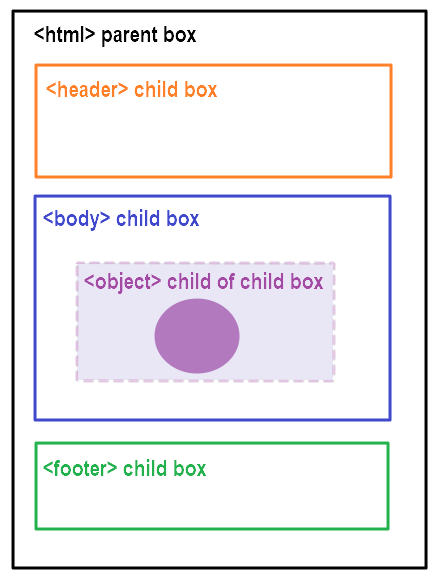 <html> parent box
<header> child box
<body> child box
<object> child of child box
<footer> child box